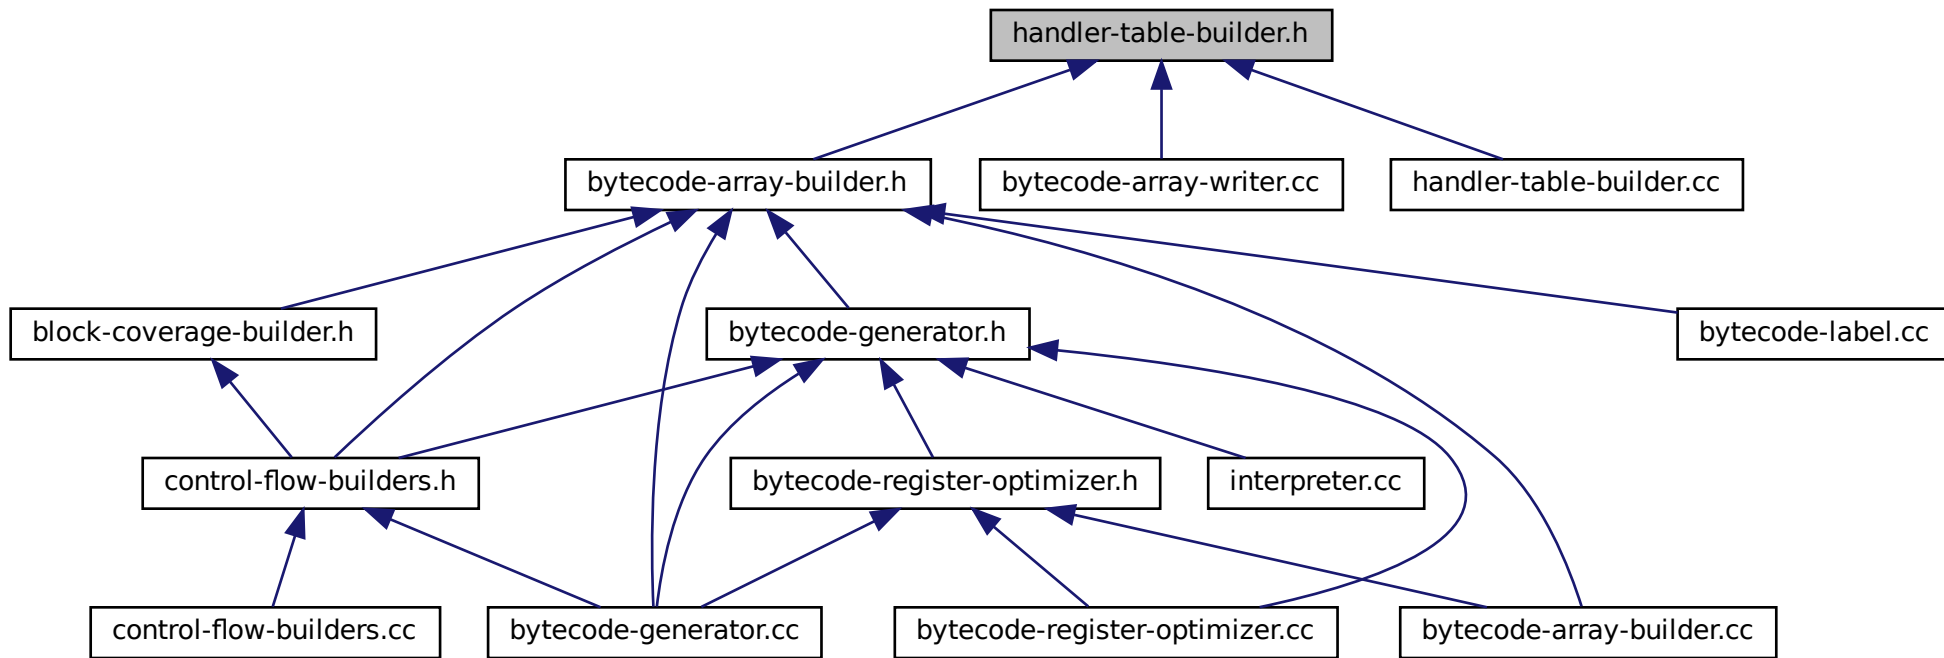 handler-table-builder.h
bytecode-array-builder.h
bytecode-array-writer.cc
handler-table-builder.cc
block-coverage-builder.h
bytecode-generator.h
bytecode-label.cc
control-flow-builders.h
bytecode-register-optimizer.h
interpreter.cc
control-flow-builders.cc
bytecode-generator.cc
bytecode-register-optimizer.cc
bytecode-array-builder.cc